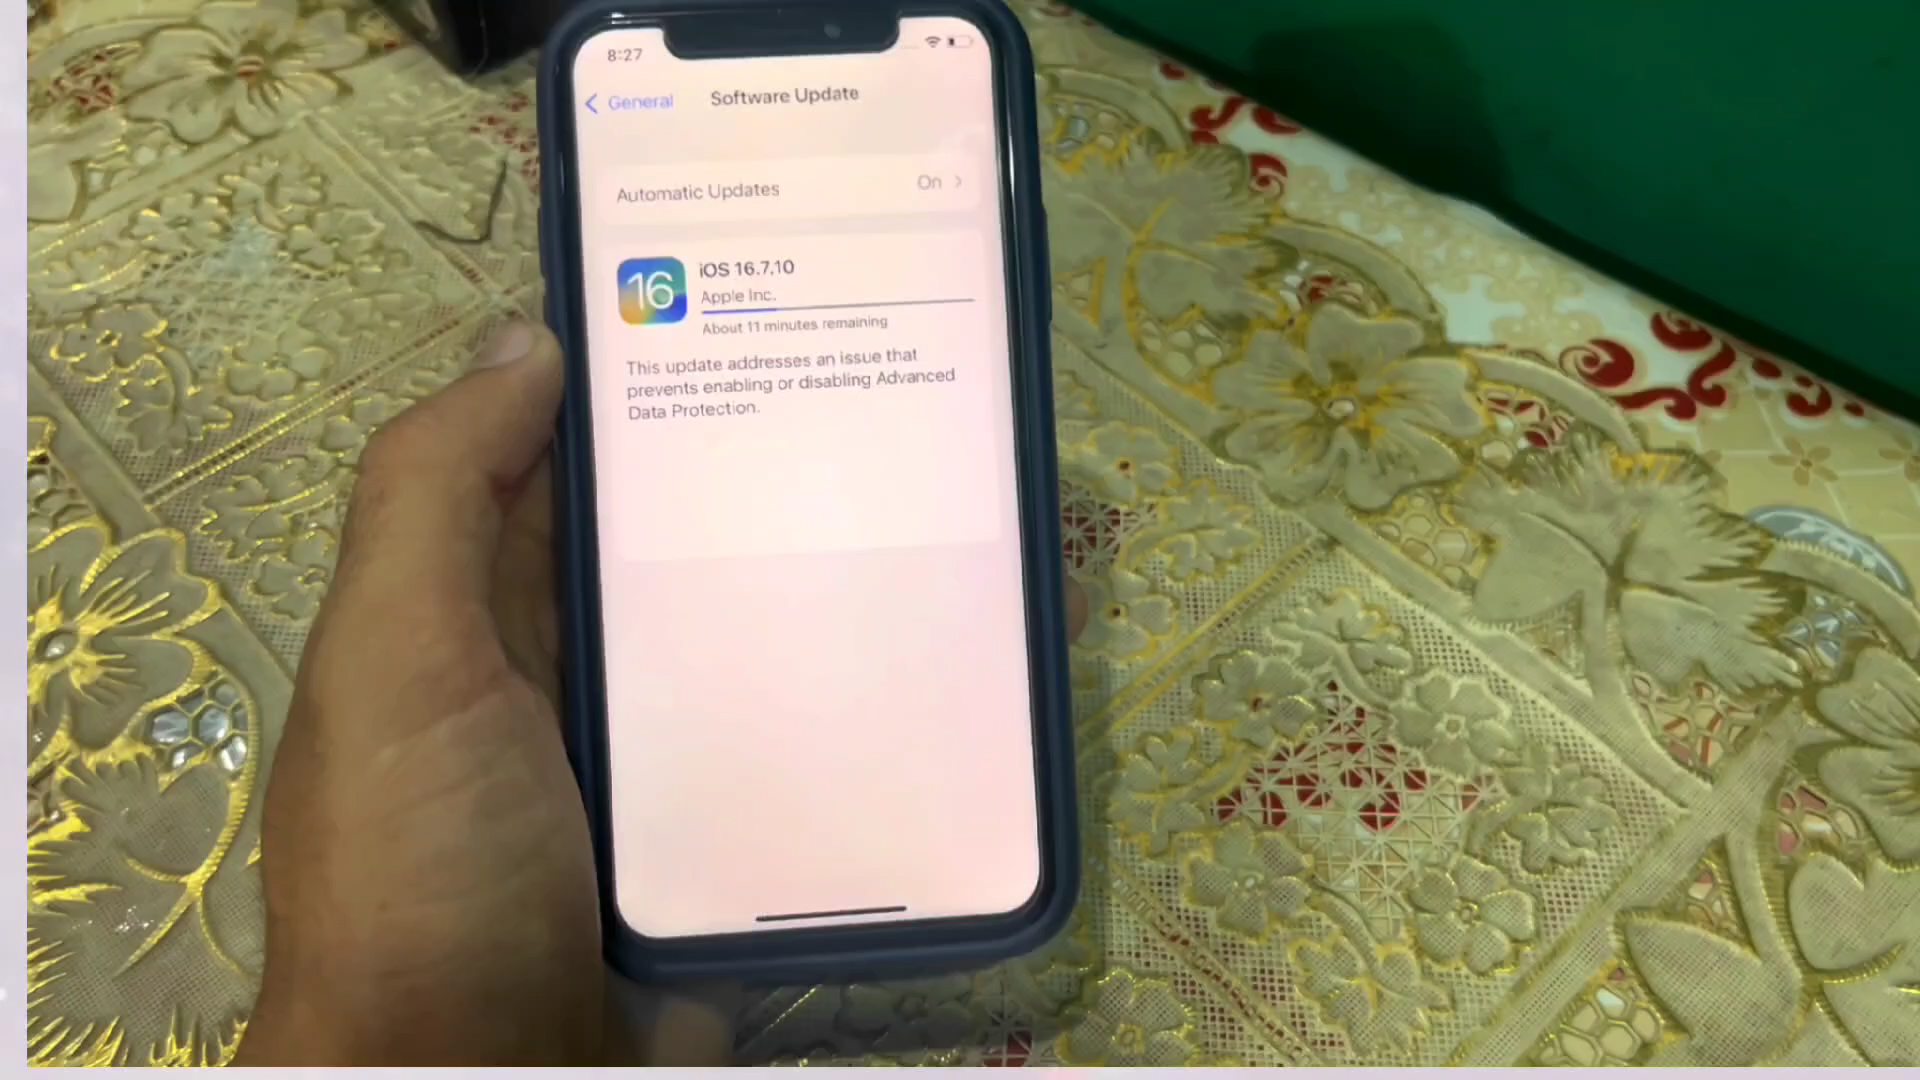 8:27
General
Software Update
Automatic Updates
On
16
iOS 16.7.10
Apple Inc.
About 11 minutes remaining
This update addresses an issue that
prevents enabling or disabling Advanced
Data Protection.